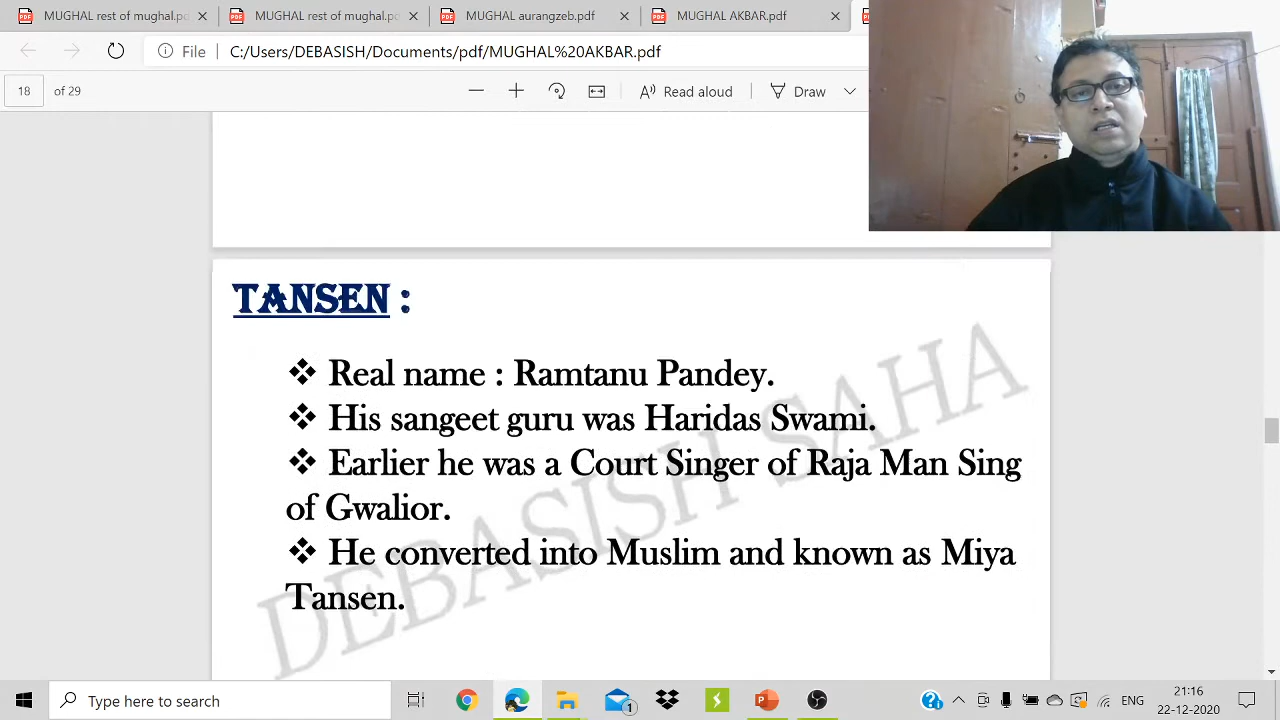 MUGHAL rest of mughal.pc
MUGHAL rest of mughal.pc
MUGHAL aurangzeb.pdf
MUGHAL AKBAR.pdf
File
C:/Users/DEBASISH/Documents/pdf/MUGHAL%20AKBAR.pdf
18 of 29
Read aloud
Draw
TANSEN :
❖ Real name : Ramtanu Pandey.
❖ His sangeet guru was Haridas Swami.
❖ Earlier he was a Court Singer of Raja Man Sing
of Gwalior.
❖ He converted into Muslim and known as Miya
Tansen.
DEBASISH SAHA
Type here to search
1
ENG
21:16
22-12-2020